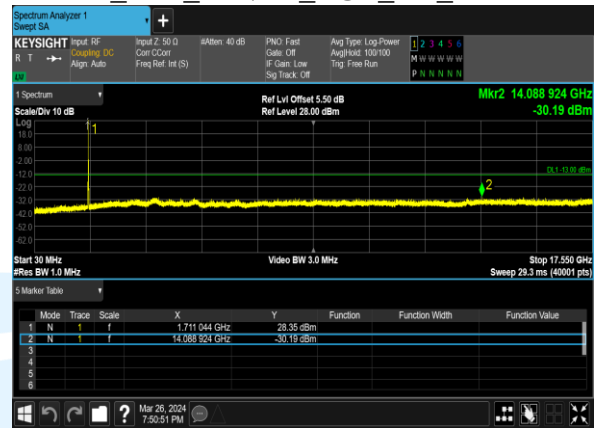 Spectrum Analyzer 1
Swept SA
KEYSIGHT Input: RF Input Z: 50 Ω #Atten: 40 dB PNO: Fast Avg Type: Log-Power 1 2 3 4 5 6
R T Coupling: DC Corr CCorr Gate: Off Avg|Hold: 100/100 M W W W W W
Align: Auto Freq Ref: Int (S) IF Gain: Low Trig: Free Run
LW Sig Track: Off P N N N N N
1 Spectrum Ref Lvl Offset 5.50 dB Mkr2 14.088 924 GHz
Scale/Div 10 dB Ref Level 28.00 dBm -30.19 dBm
Log
1
18.0
8.00
-2.00
DL1 -13.00 dBm
-12.0
2
-22.0
-32.0
-42.0
-52.0
-62.0
Start 30 MHz Video BW 3.0 MHz Stop 17.550 GHz
#Res BW 1.0 MHz Sweep 29.3 ms (40001 pts)
5 Marker Table
Mode Trace Scale X Y Function Function Width Function Value
1 N 1 f 1.711 044 GHz 28.35 dBm
2 N 1 f 14.088 924 GHz -30.19 dBm
3
4
5
6
? Mar 26, 2024
7:50:51 PM